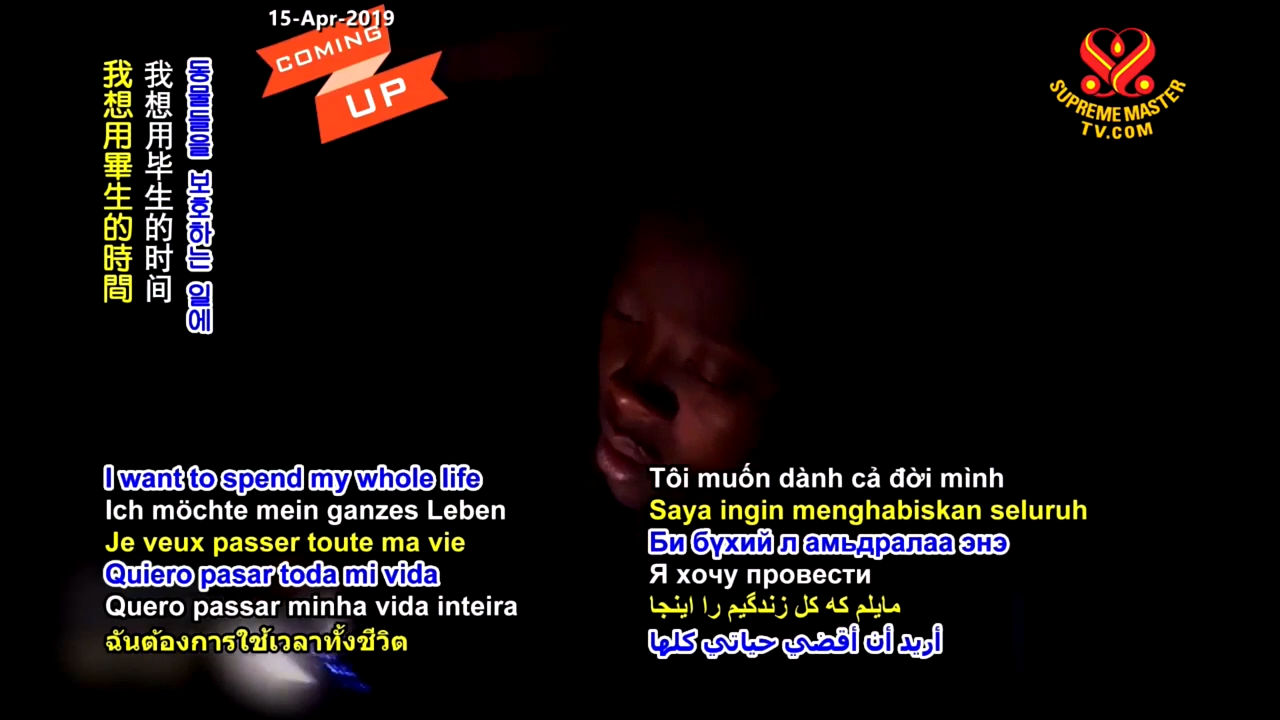 15-Apr-2019
COMING
UP
SUPREME MASTER
TV.COM
我想用畢生的時間
我想用毕生的时间
동물들을 보호하는 일에
I want to spend my whole life
Ich möchte mein ganzes Leben
Je veux passer toute ma vie
Quiero pasar toda mi vida
Quero passar minha vida inteira
ฉันต้องการใช้เวลาทั้งชีวิต
Tôi muốn dành cả đời mình
Saya ingin menghabiskan seluruh
Би бүхий л амьдралаа энэ
Я хочу провести
مایلم که کل زندگیم را اینجا
أريد أن أقضي حياتي كلها